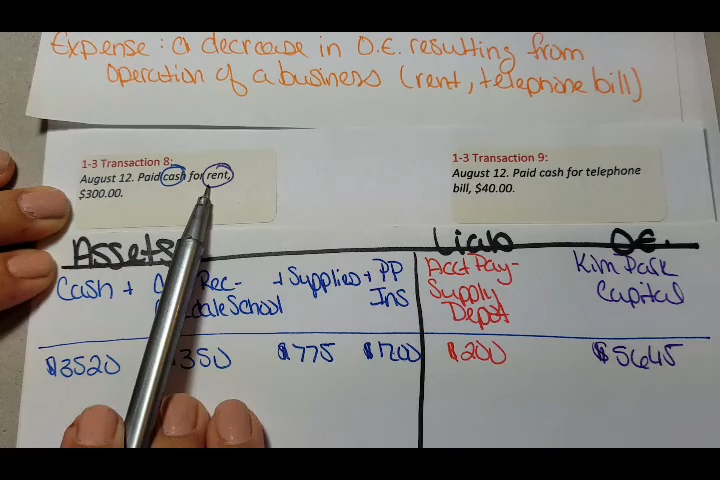 Expense: a decrease in O.E. resulting from
operation of a business (rent, telephone bill)
1-3 Transaction 8:
August 12. Paid cash for rent,
$300.00.
1-3 Transaction 9:
August 12. Paid cash for telephone
bill, $40.00.
Assets Liab O.E.
Cash + Rec- + Supplies + PP Ins
School
Acct Pay-
Supply
Depot
Kim Park
Capital
$3520 $350 $775 $1200 $200 $5645